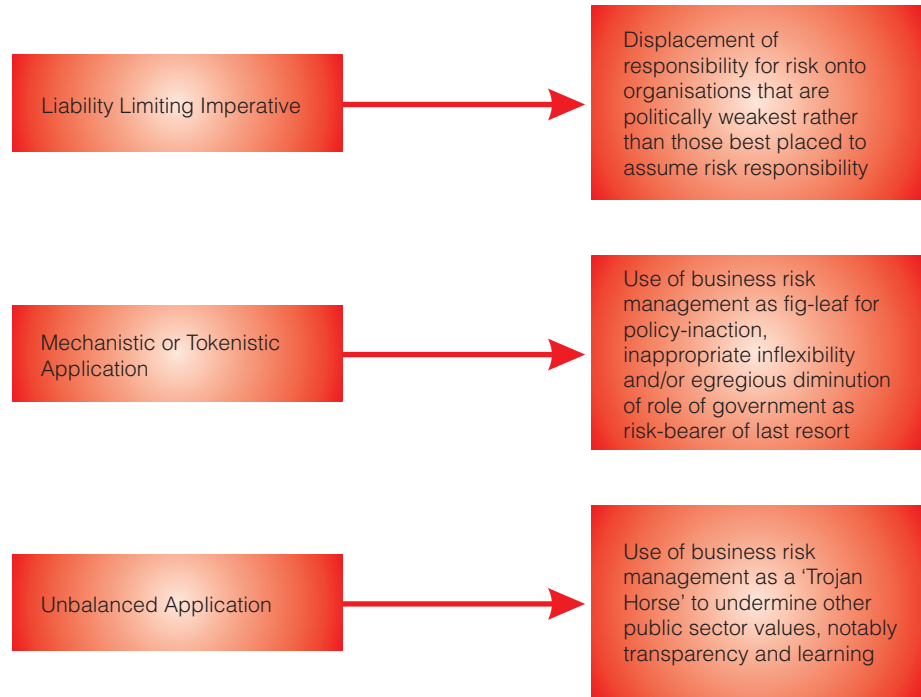 Liability Limiting Imperative
Displacement of
responsibility for risk onto
organisations that are
politically weakest rather
than those best placed to
assume risk responsibility
Mechanistic or Tokenistic
Application
Use of business risk
management as fig-leaf for
policy-inaction,
inappropriate inflexibility
and/or egregious diminution
of role of government as
risk-bearer of last resort
Unbalanced Application
Use of business risk
management as a ‘Trojan
Horse’ to undermine other
public sector values, notably
transparency and learning